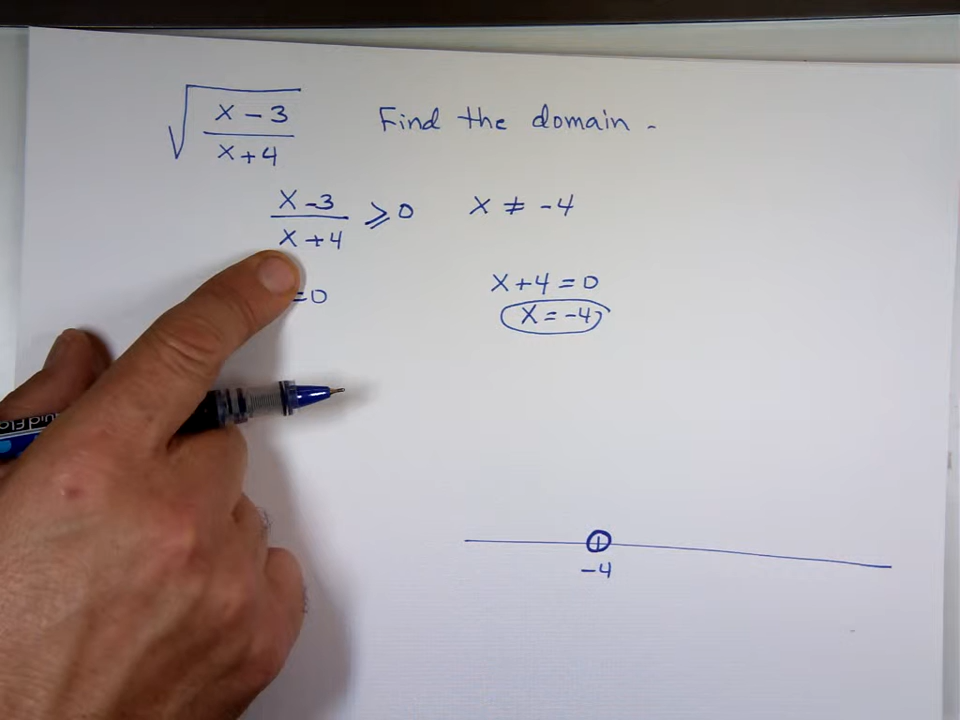 √((x-3)/(x+4)) Find the domain.
(x-3)/(x+4) ⩾ 0 x ≠ -4
=0 x+4=0
x=-4
-4